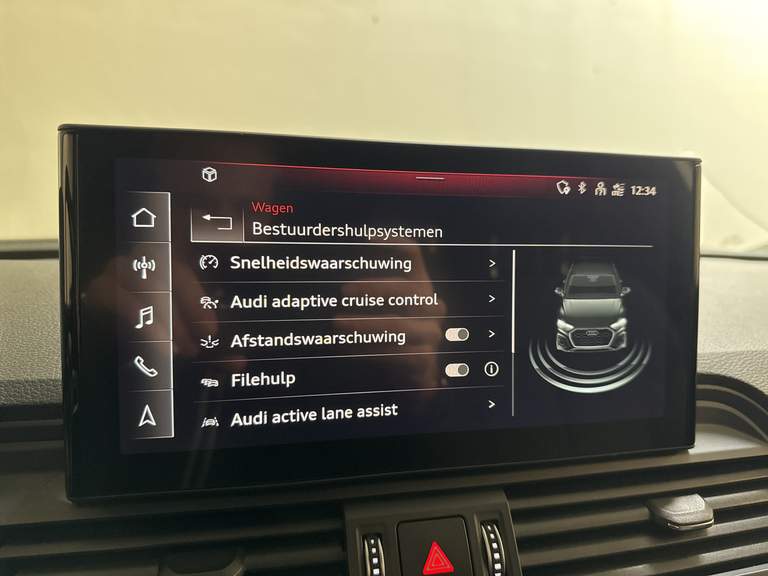 12:34
Wagen
Bestuurdershulpsystemen
Snelheidswaarschuwing
Audi adaptive cruise control
Afstandswaarschuwing
Filehulp
Audi active lane assist